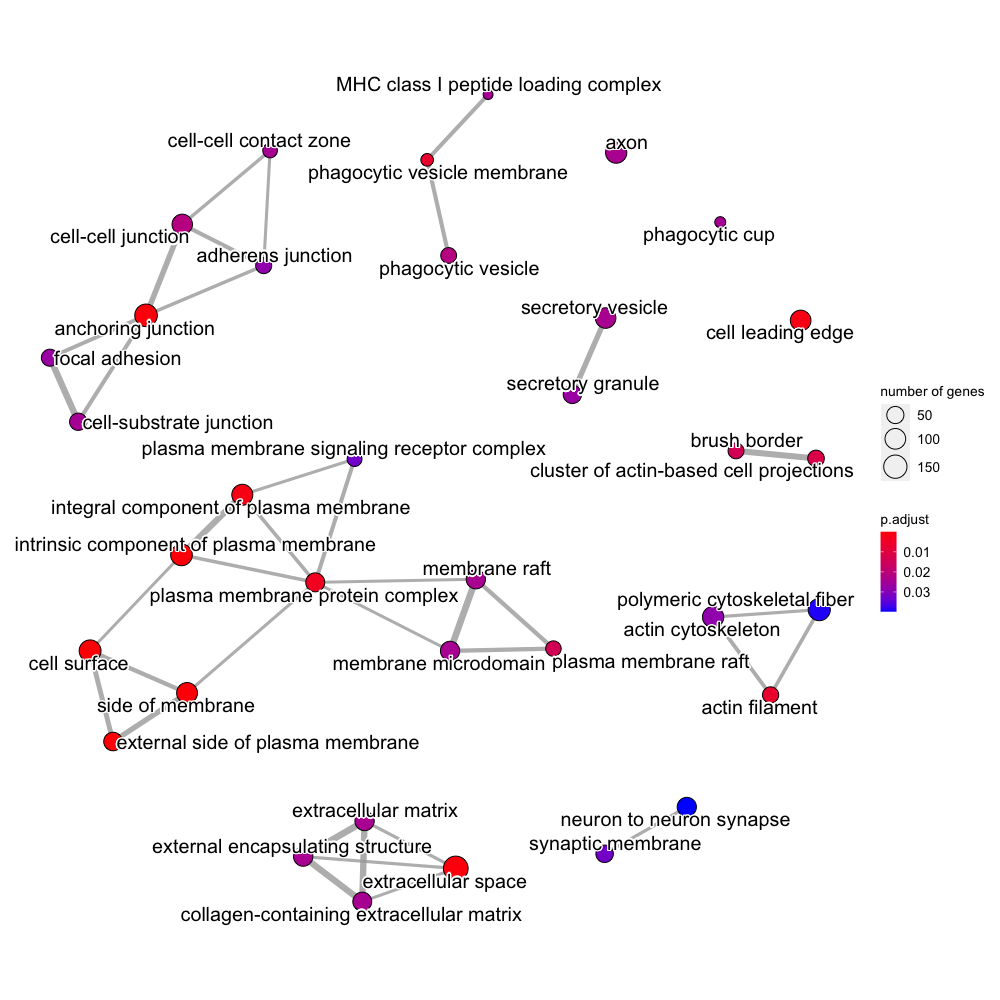 MHC class I peptide loading complex
cell-cell contact zone
axon
phagocytic vesicle membrane
cell-cell junction
phagocytic cup
adherens junction
phagocytic vesicle
secretory vesicle
anchoring junction
cell leading edge
focal adhesion
secretory granule
number of genes
50
100
150
cell-substrate junction
brush border
plasma membrane signaling receptor complex
cluster of actin-based cell projections
integral component of plasma membrane
p.adjust
0.01
0.02
0.03
intrinsic component of plasma membrane
membrane raft
plasma membrane protein complex
polymeric cytoskeletal fiber
actin cytoskeleton
cell surface
membrane microdomain
plasma membrane raft
side of membrane
actin filament
external side of plasma membrane
extracellular matrix
neuron to neuron synapse
external encapsulating structure
synaptic membrane
extracellular space
collagen-containing extracellular matrix